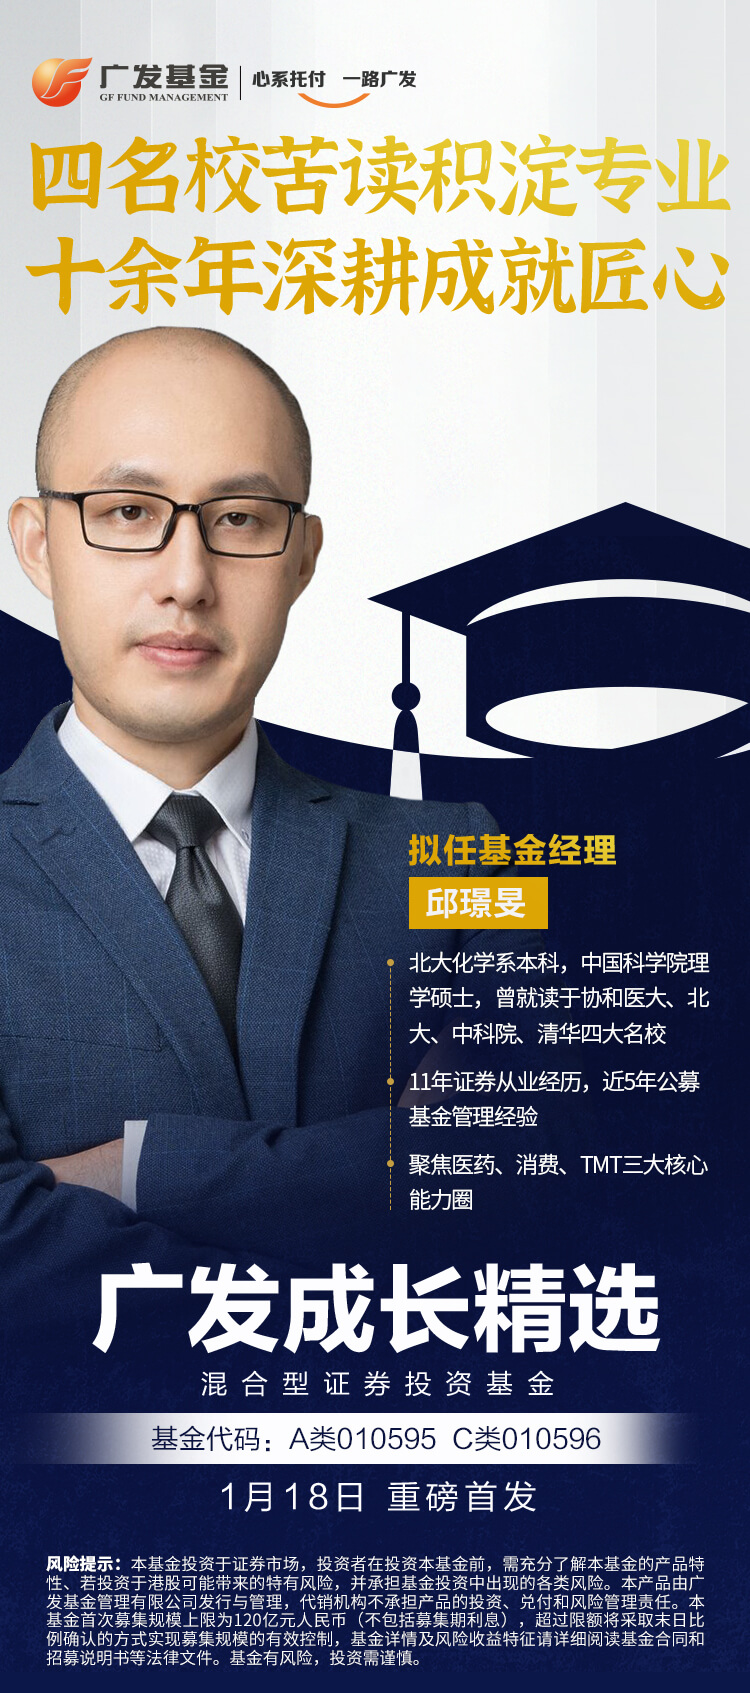 广发基金
GF FUND MANAGEMENT
心系托付 一路广发
四名校苦读积淀专业
十余年深耕成就匠心
拟任基金经理
邱璟旻
北大化学系本科，中国科学院理
学硕士，曾就读于协和医大、北
大、中科院、清华四大名校
11年证券从业经历，近5年公募
基金管理经验
聚焦医药、消费、TMT三大核心
能力圈
广发成长精选
混合型证券投资基金
基金代码：A类010595 C类010596
1月18日 重磅首发
风险提示：本基金投资于证券市场，投资者在投资本基金前，需充分了解本基金的产品特
性、若投资于港股可能带来的特有风险，并承担基金投资中出现的各类风险。本产品由广
发基金管理有限公司发行与管理，代销机构不承担产品的投资、兑付和风险管理责任。本
基金首次募集规模上限为120亿元人民币（不包括募集期利息），超过限额将采取末日比
例确认的方式实现募集规模的有效控制，基金详情及风险收益特征请详细阅读基金合同和
招募说明书等法律文件。基金有风险，投资需谨慎。